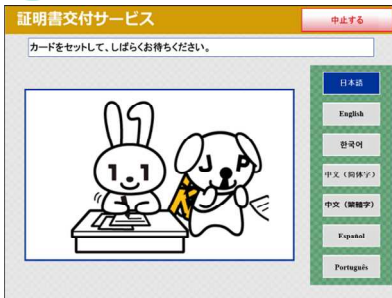 証明書交付サービス
中止する
カードをセットして、しばらくお待ちください。
日本語
English
한국어
中文（简体字）
中文（繁體字）
Español
Português
1 1
J P